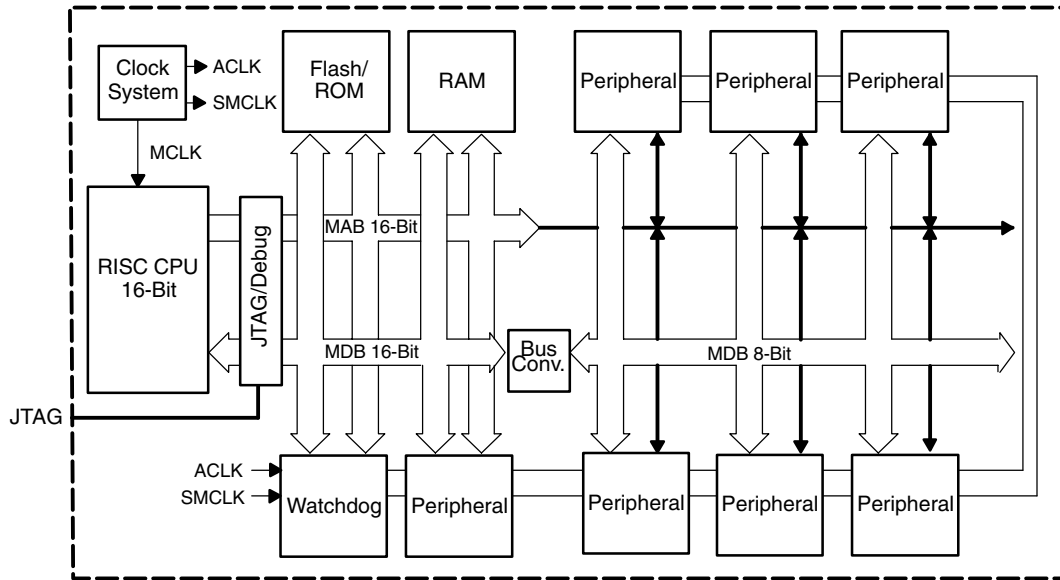 Clock
System
ACLK
SMCLK
MCLK
Flash/
ROM
RAM
Peripheral
Peripheral
Peripheral
RISC CPU
16-Bit
JTAG/Debug
MAB 16-Bit
MDB 16-Bit
Bus
Conv.
MDB 8-Bit
JTAG
ACLK
SMCLK
Watchdog
Peripheral
Peripheral
Peripheral
Peripheral